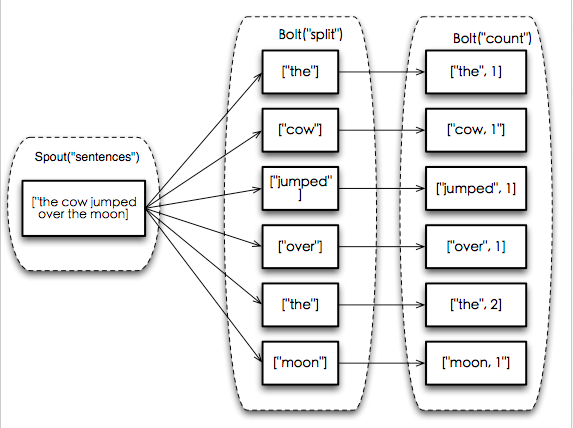 Bolt("split")
Bolt("count")
Spout("sentences")
["the cow jumped
over the moon]
["the"]
["the", 1]
["cow"]
["cow, 1"]
["jumped"
]
["jumped", 1]
["over"]
["over", 1]
["the"]
["the", 2]
["moon"]
["moon, 1"]